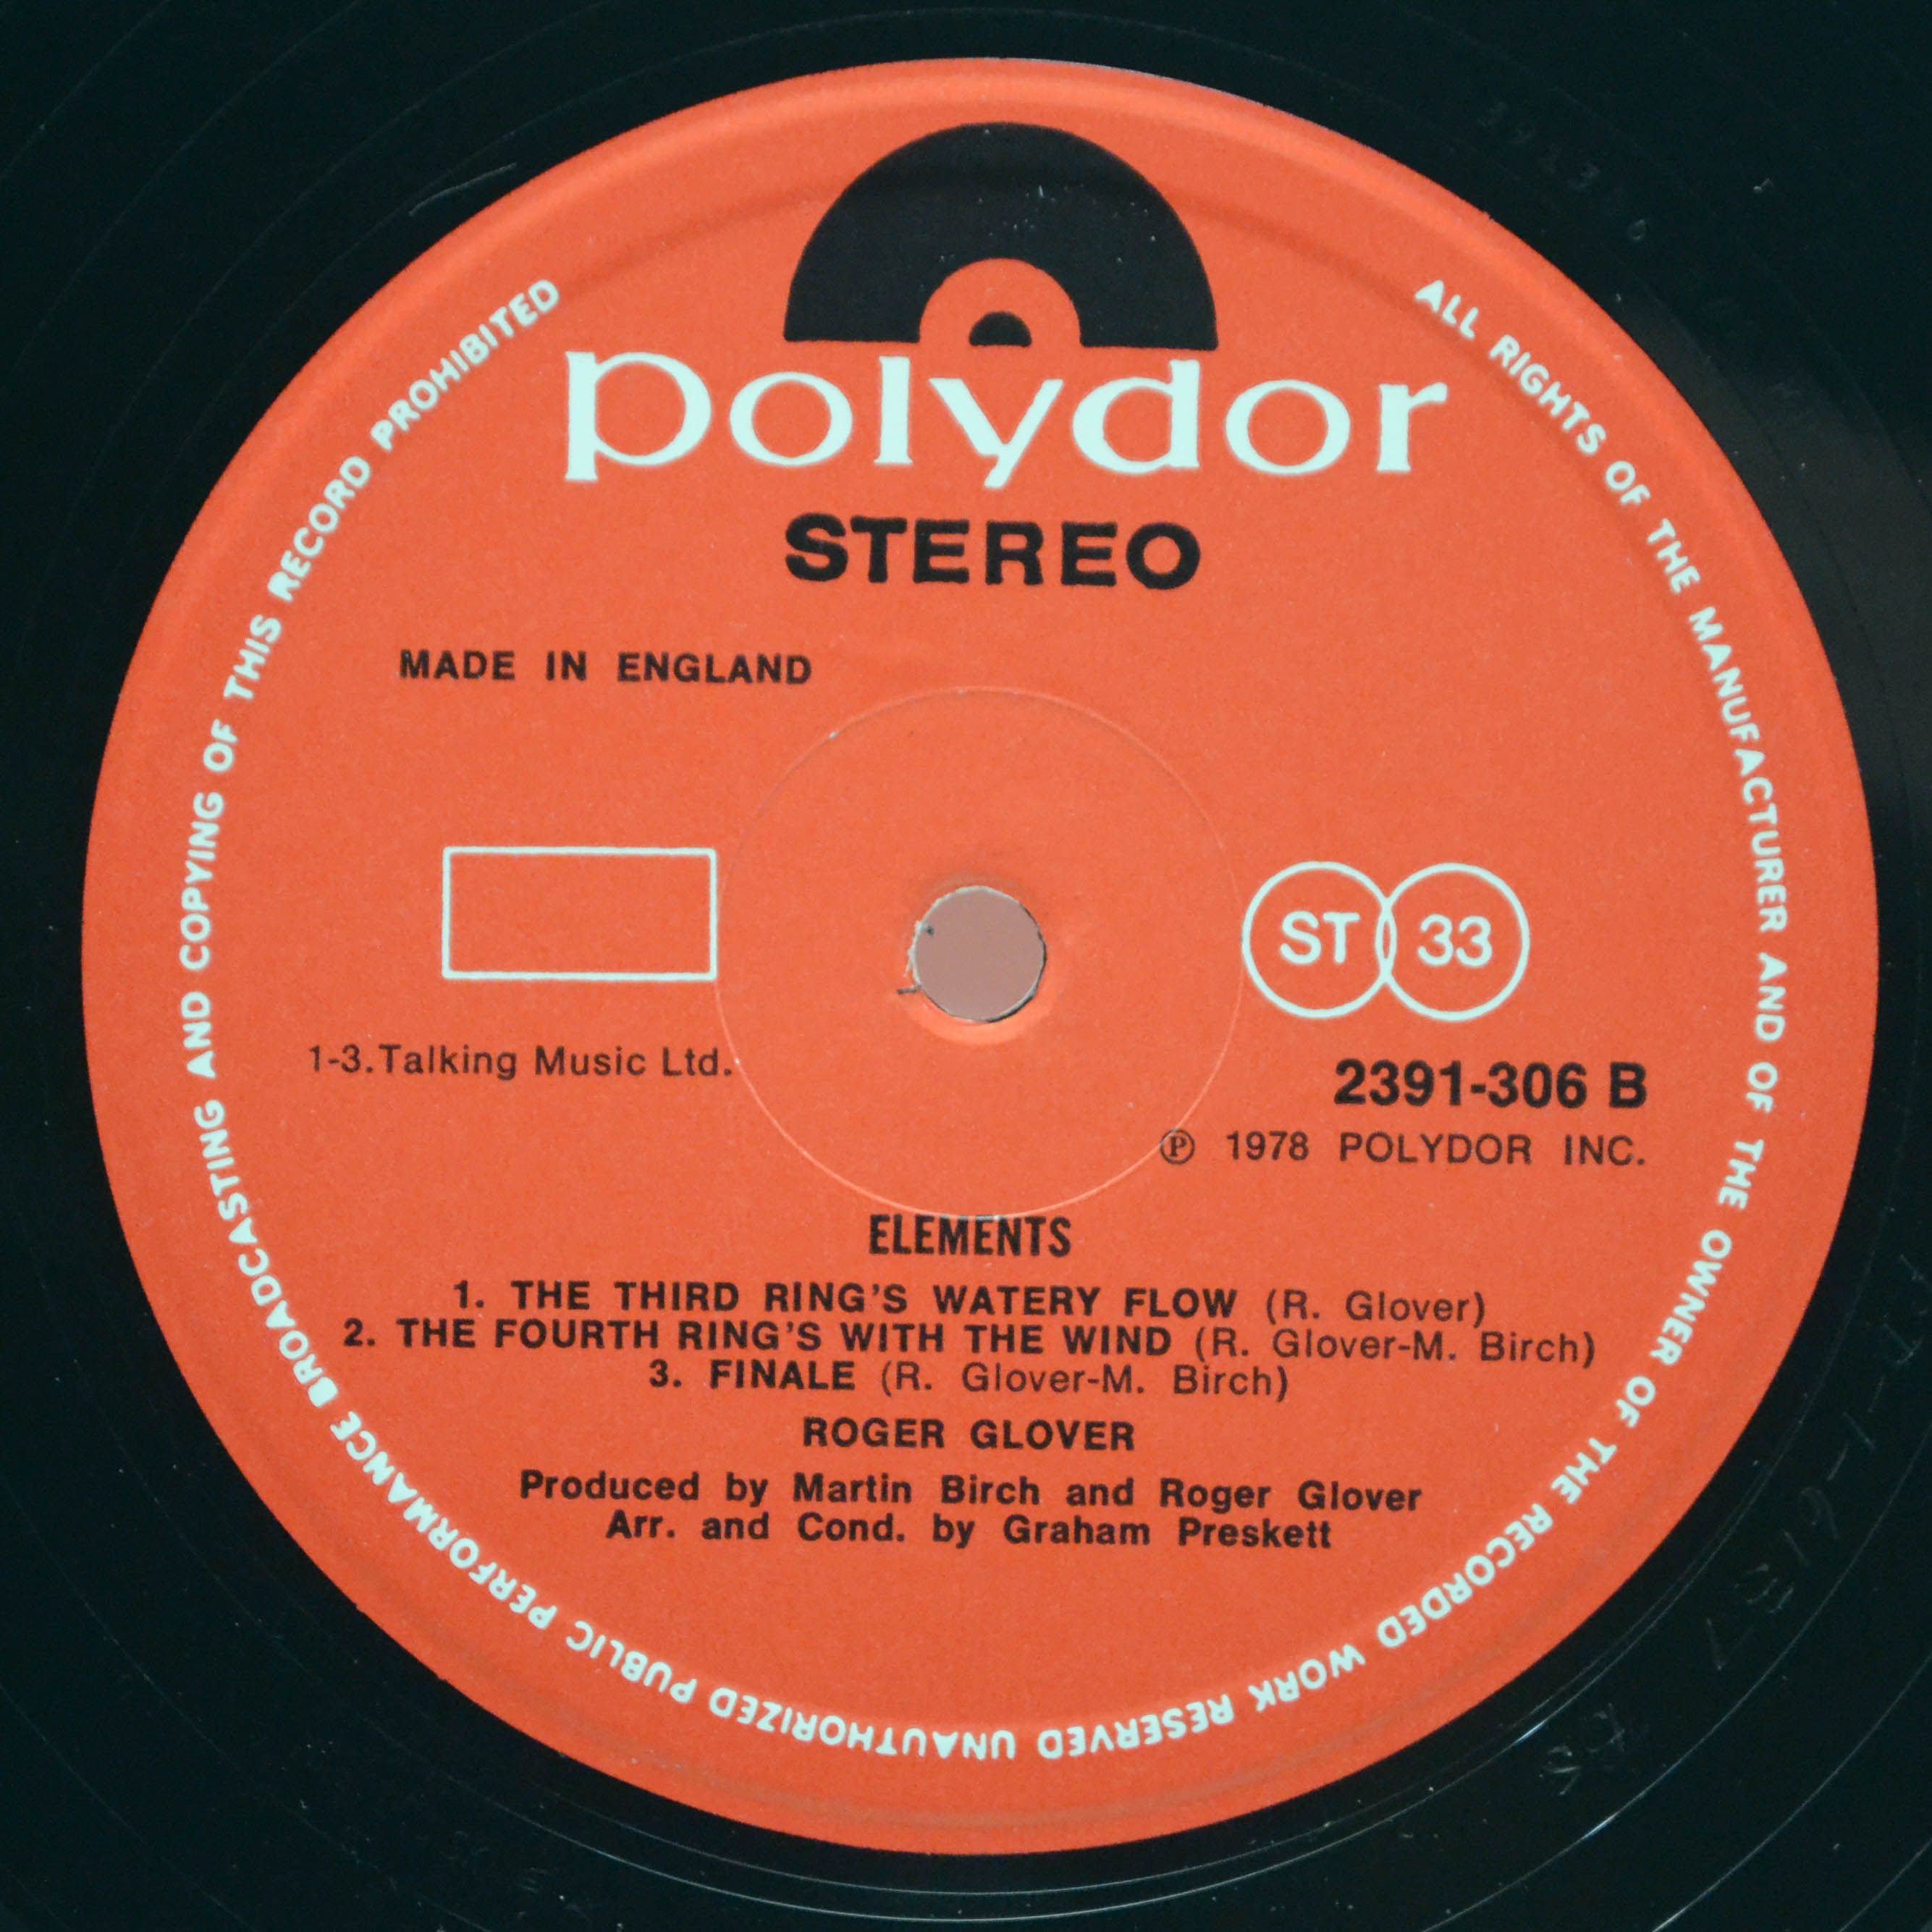 polydor
STEREO
MADE IN ENGLAND
ST 33
1-3.Talking Music Ltd.
2391-306 B
℗ 1978 POLYDOR INC.
ELEMENTS
1. THE THIRD RING'S WATERY FLOW (R. Glover)
2. THE FOURTH RING'S WITH THE WIND (R. Glover-M. Birch)
3. FINALE (R. Glover-M. Birch)
ROGER GLOVER
Produced by Martin Birch and Roger Glover
Arr. and Cond. by Graham Preskett
ALL RIGHTS OF THE MANUFACTURER AND OF THE OWNER OF THE RECORDED WORK RESERVED UNAUTHORIZED PUBLIC PERFORMANCE BROADCASTING AND COPYING OF THIS RECORD PROHIBITED